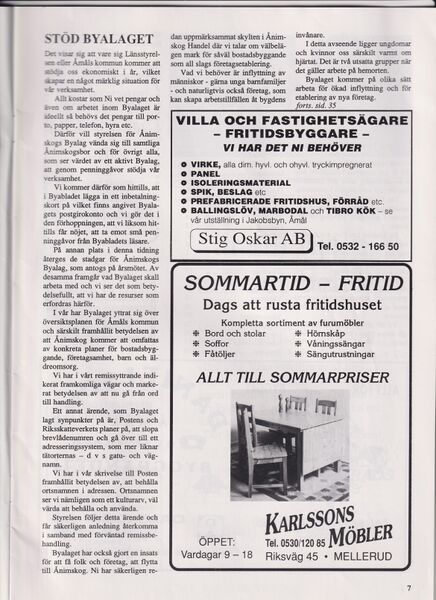 STÖD BYALAGET
Det visar sig att vare sig Länsstyrel-
sen eller Åmåls kommun kommer att
stödja oss ekonomiskt i år, vilket
skapar en något märklig situation för
vår verksamhet.
Allt kostar som Ni vet pengar och
även om arbetet inom Byalaget är
ideellt så behövs det pengar till por-
to, papper, telefon, hyra etc.
Därför vill styrelsen för Ånim-
skogs Byalag vända sig till samtliga
Ånimskogsbor och för övrigt alla,
som ser värdet av ett aktivt Byalag,
att genom penninggåvor stödja vår
verksamhet.
Vi kommer därför som hittills, att
i Byabladet lägga in ett inbetalning-
skort på vilket finns angivet Byala-
gets postgirokonto och vi gör det i
den förhoppningen, att vi liksom hit-
tills får nöjet, att ta emot små pen-
ninggåvor från Byabladets läsare.
På annan plats i denna tidning
återges de stadgar för Ånimskogs
Byalag, som antogs på årsmötet. Av
desamma framgår vad Byalaget skall
arbeta med och vi ser det som bety-
delsefullt, att vi har de resurser som
erfordras härför.
I vår har Byalaget yttrat sig över
översiktsplanen för Åmåls kommun
och särskilt framhållit betydelsen av
att Ånimskog kommer att omfattas
av konkreta planer för bostadsbyg-
gande, företagsamhet, barn och äl-
dreomsorg.
Vi har i vårt remissyttrande indi-
kerat framkomliga vägar och marke-
rat betydelsen av att nu gå från ord
till handling.
Ett annat ärende, som Byalaget
lagt synpunkter på är, Postens och
Riksskatteverkets planer på, att slopa
brevlådenumren och gå över till ett
adresseringssystem, som mer liknar
tätorternas – d v s gatu- och väg-
namn.
Vi har i vår skrivelse till Posten
framhållit betydelsen av, att behålla
ortsnamnen i adressen. Ortsnamnen
ser vi nämligen som ett kulturarv, väl
värda att behålla och använda.
Styrelsen följer detta ärende och
får säkerligen anledning återkomma
i samband med förväntad remissbe-
handling.
Byalaget har också gjort en insats
för att få folk och företag, att flytta
till Ånimskog. Ni har säkerligen re-
dan uppmärksammat skylten i Ånim-
skog Handel där vi talar om välbelä-
gen mark för såväl bostadsbyggande
som all slags företagsetablering.
Vad vi behöver är inflyttning av
människor - gärna unga barnfamiljer
- och naturligtvis också företag, som
kan skapa arbetstillfällen åt bygdens
invånare.
I detta avseende ligger ungdomar
och kvinnor oss särskilt varmt om
hjärtat. Det är två utsatta grupper när
det gäller arbete på hemorten.
Byalaget kommer på olika sätt
arbeta för ökad inflyttning och för
etablering av nya företag.
forts. sid. 35
VILLA OCH FASTIGHETSÄGARE
– FRITIDSBYGGARE –
VI HAR DET NI BEHÖVER
VIRKE, alla dim. hyvl. och ohyvl. tryckimpregnerat
PANEL
ISOLERINGSMATERIAL
SPIK, BESLAG etc
PREFABRICERADE FRITIDSHUS, FÖRRÅD etc.
BALLINGSLÖV, MARBODAL och TIBRO KÖK – se
vår utställning i Jakobsbyn, Åmål
Stig Oskar AB
Tel. 0532 - 166 50
SOMMARTID – FRITID
Dags att rusta fritidshuset
Kompletta sortiment av furumöbler
❉ Bord och stolar ❉ Hörnskåp
❉ Soffor ❉ Våningssängar
❉ Fåtöljer ❉ Sängutrustningar
ALLT TILL SOMMARPRISER
ÖPPET:
Vardagar 9 – 18
KARLSSONS
Tel. 0530/120 85 MÖBLER
Riksväg 45 • MELLERUD
7